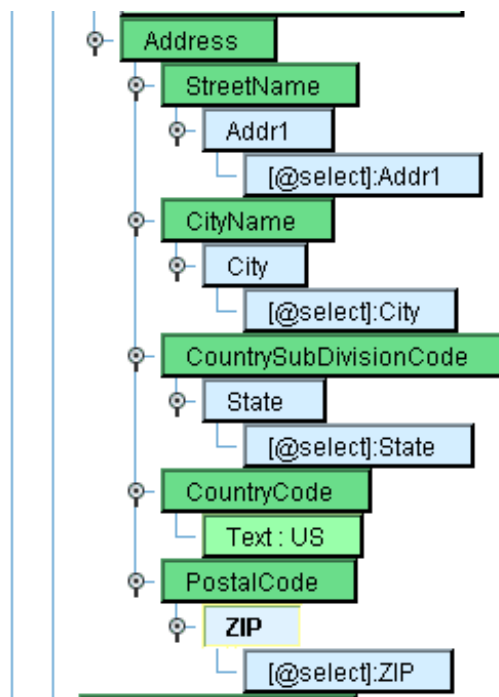 Address
StreetName
Addr1
[@select]:Addr1
CityName
City
[@select]:City
CountrySubDivisionCode
State
[@select]:State
CountryCode
Text : US
PostalCode
ZIP
[@select]:ZIP